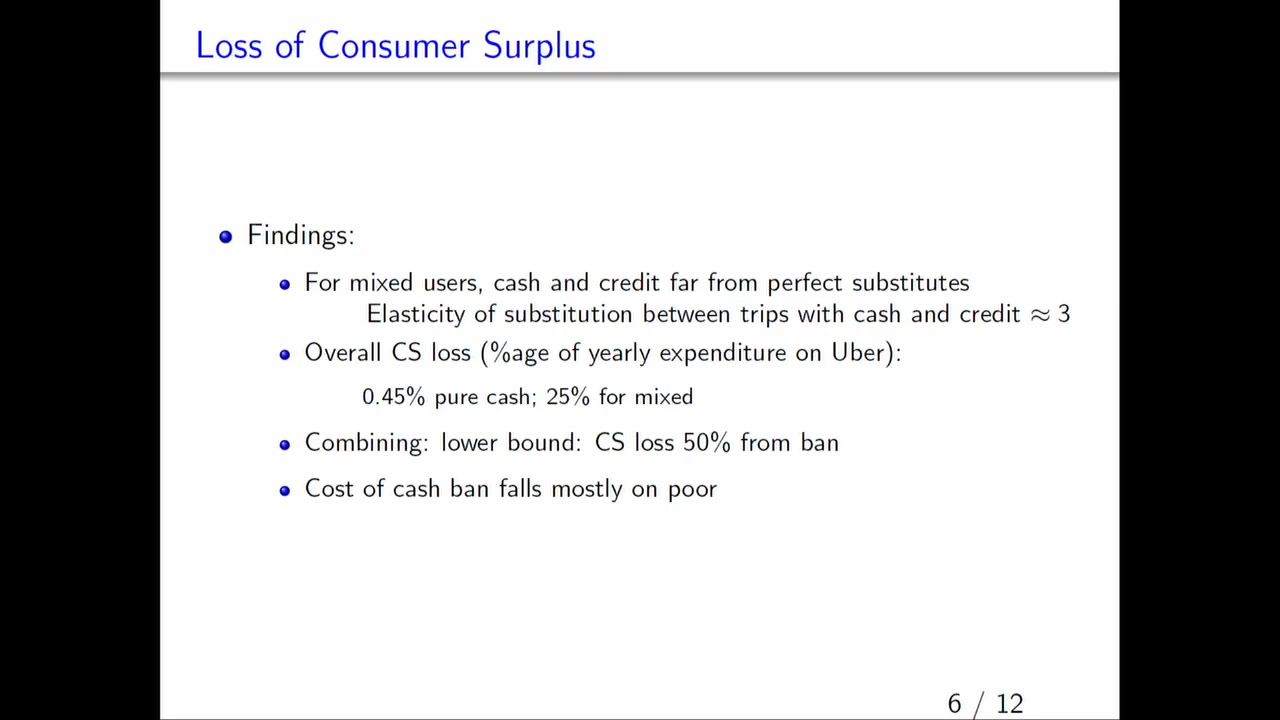 Loss of Consumer Surplus
Findings:
For mixed users, cash and credit far from perfect substitutes
Elasticity of substitution between trips with cash and credit ≈ 3
Overall CS loss (%age of yearly expenditure on Uber):
0.45% pure cash; 25% for mixed
Combining: lower bound: CS loss 50% from ban
Cost of cash ban falls mostly on poor
6 / 12